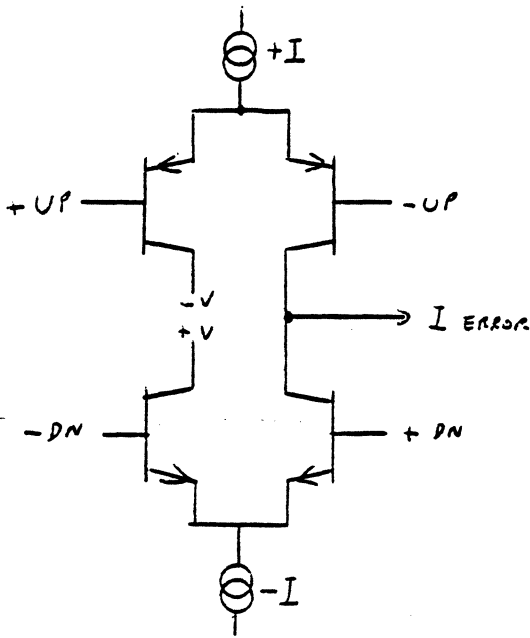 +I
+UP
-UP
-V
+V
I ERROR
-DN
+DN
-I